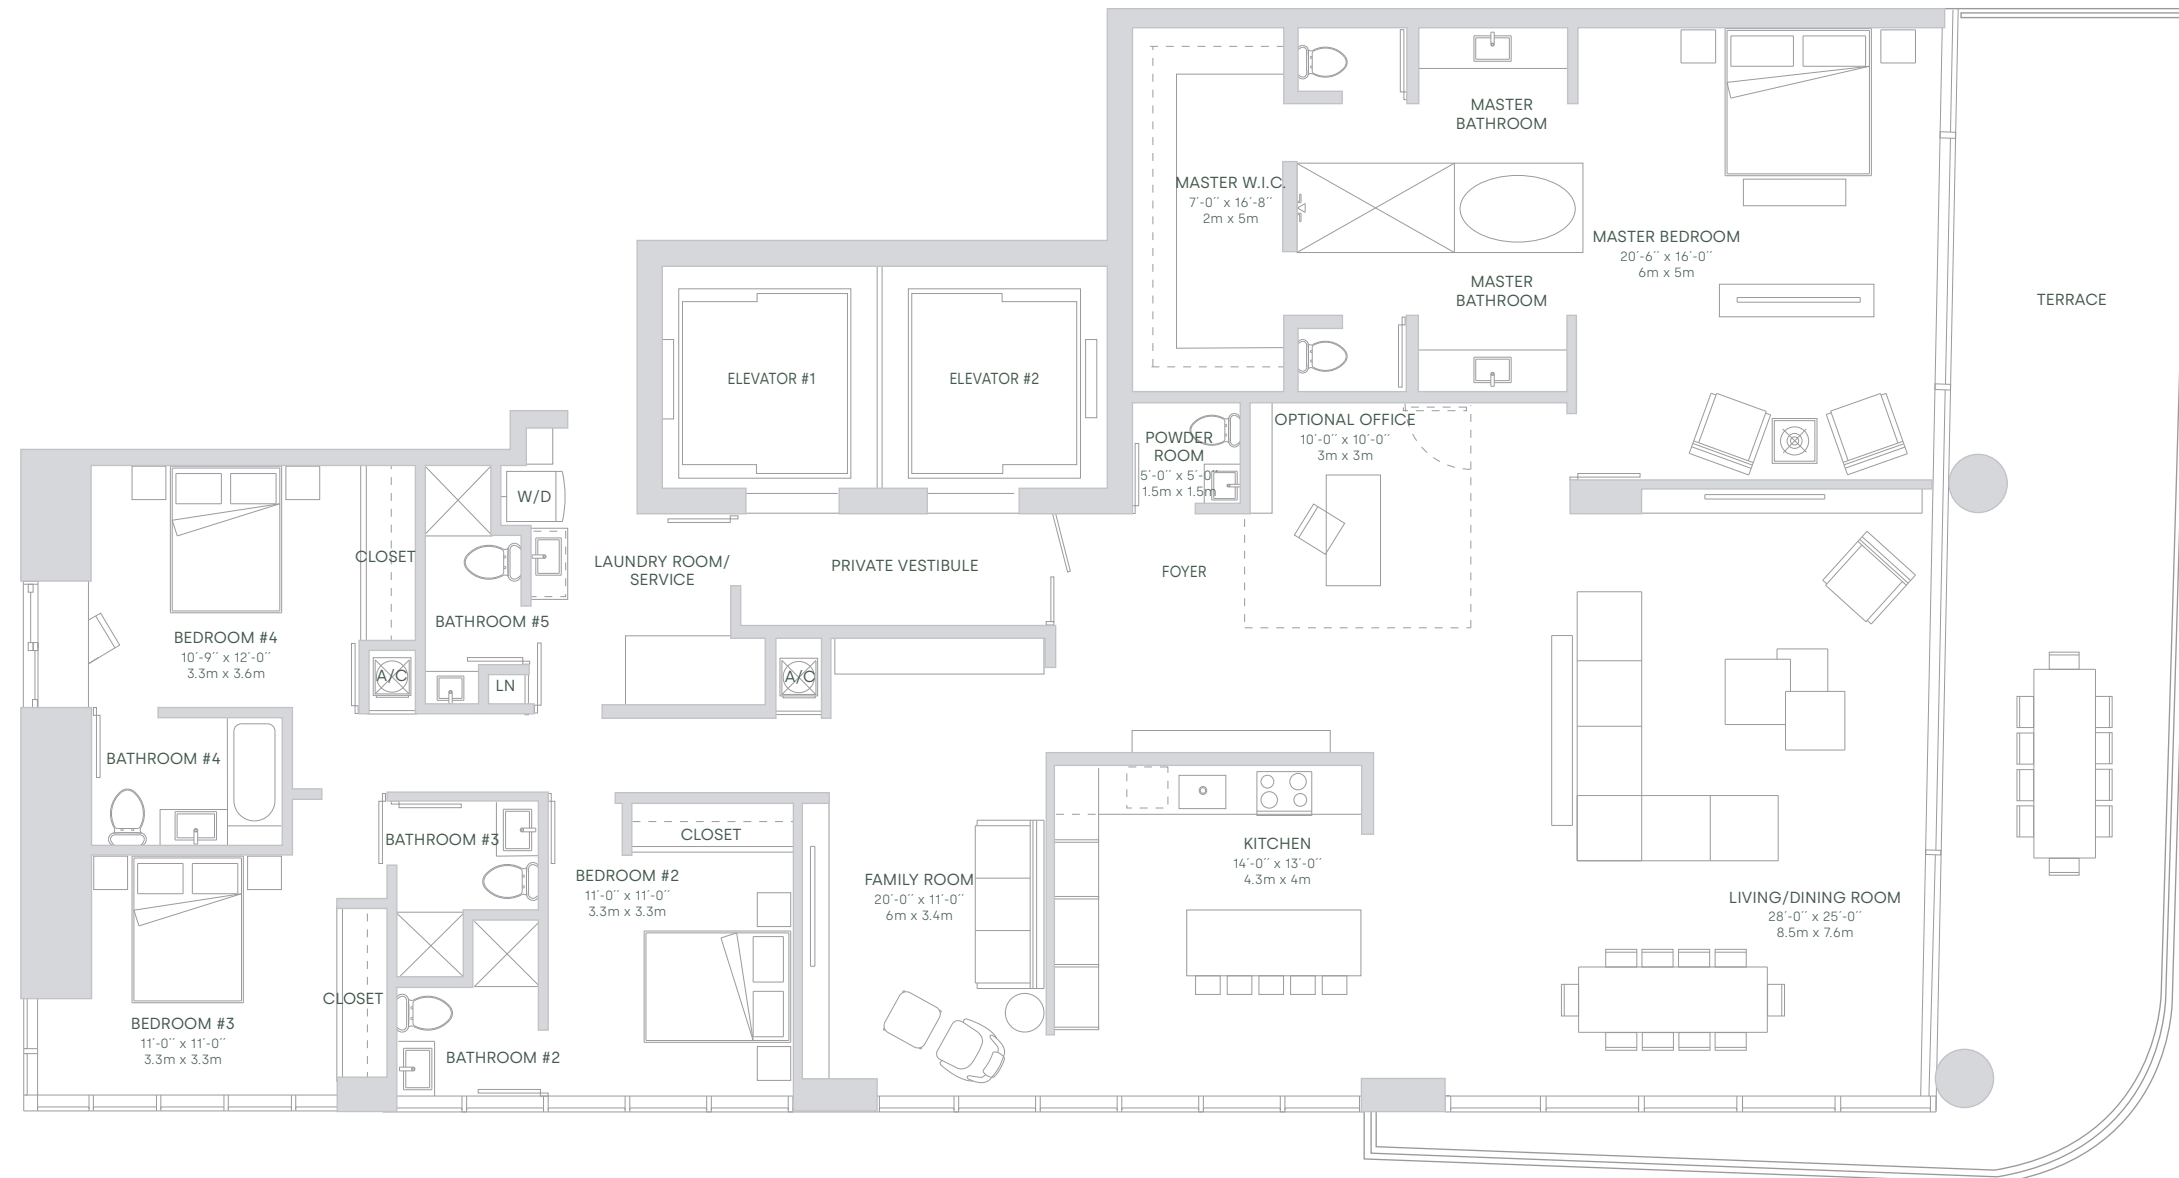 MASTER
BATHROOM
MASTER W.I.C.
7´-0´´ x 16´-8´´
2m x 5m
MASTER BEDROOM
20´-6´´ x 16´-0´´
6m x 5m
MASTER
BATHROOM
TERRACE
ELEVATOR #1
ELEVATOR #2
OPTIONAL OFFICE
10´-0´´ x 10´-0´´
3m x 3m
POWDER
ROOM
5´-0´´ x 5´-0´´
1.5m x 1.5m
W/D
CLOSET
LAUNDRY ROOM/
SERVICE
PRIVATE VESTIBULE
FOYER
BATHROOM #5
BEDROOM #4
10´-9´´ x 12´-0´´
3.3m x 3.6m
A/C
LN
A/C
BATHROOM #4
BATHROOM #3
CLOSET
KITCHEN
14´-0´´ x 13´-0´´
4.3m x 4m
BEDROOM #2
11´-0´´ x 11´-0´´
3.3m x 3.3m
FAMILY ROOM
20´-0´´ x 11´-0´´
6m x 3.4m
LIVING/DINING ROOM
28´-0´´ x 25´-0´´
8.5m x 7.6m
CLOSET
BEDROOM #3
11´-0´´ x 11´-0´´
3.3m x 3.3m
BATHROOM #2